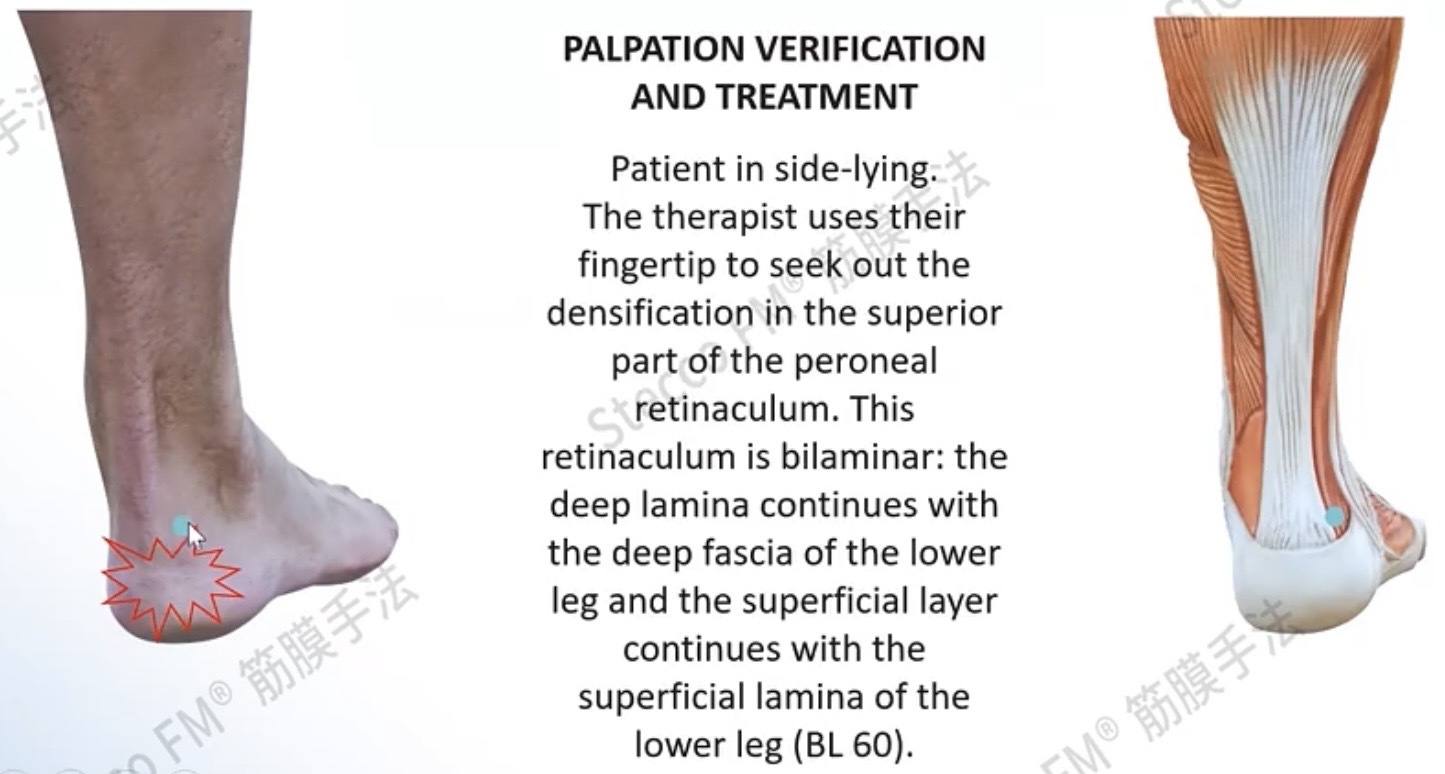 PALPATION VERIFICATION
AND TREATMENT
Patient in side-lying.
The therapist uses their
fingertip to seek out the
densification in the superior
part of the peroneal
retinaculum. This
retinaculum is bilaminar: the
deep lamina continues with
the deep fascia of the lower
leg and the superficial layer
continues with the
superficial lamina of the
lower leg (BL 60).
手法
Stecco FM® 筋膜手法
cco FM® 筋膜手法
FM® 筋膜手法
Stec